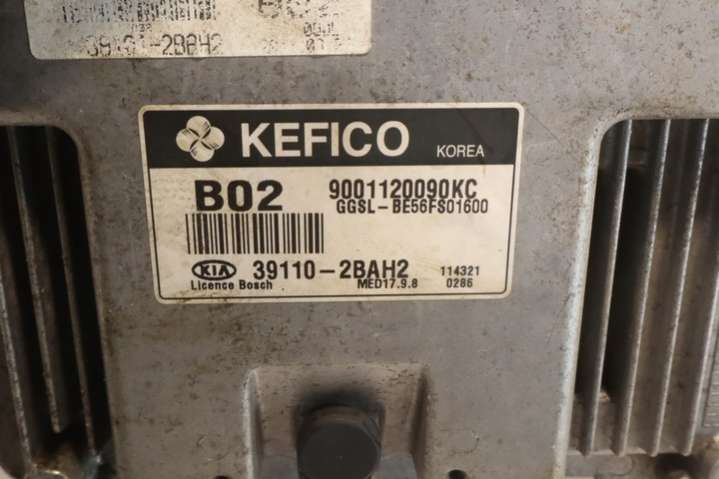 KEFICO KOREA
B02 9001120090KC
GGSL-BE56FS01600
KIA 39110-2BAH2 114321
Licence Bosch MED17.9.8 0286